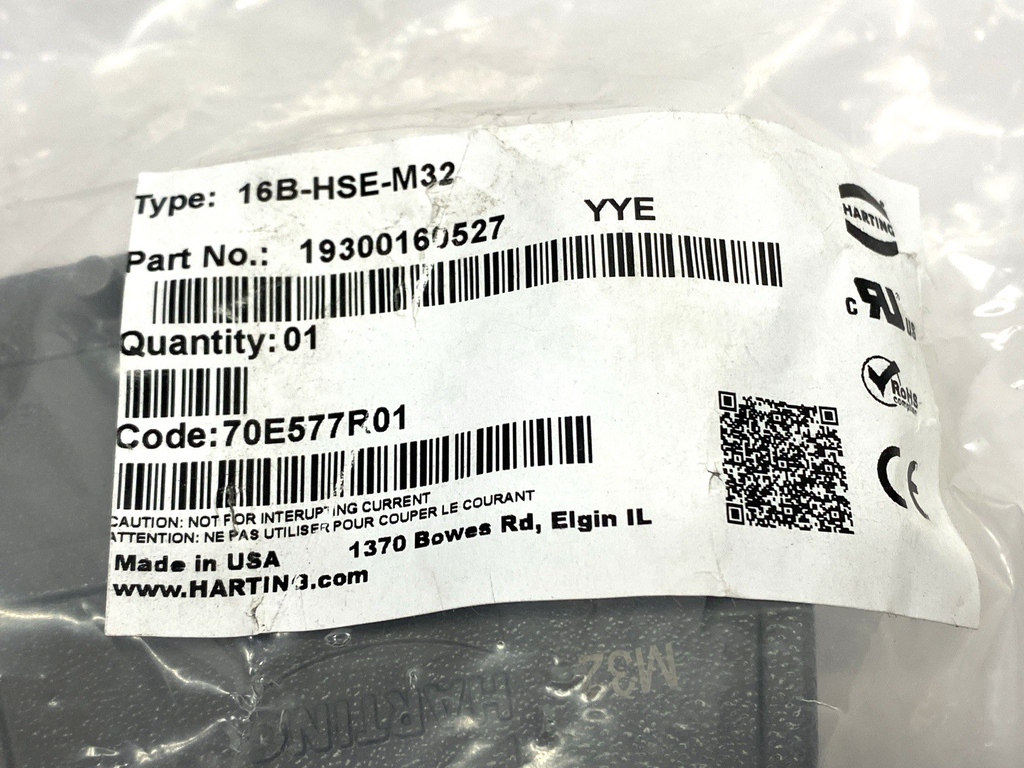 Type: 16B-HSE-M32
YYE
Part No.: 19300160527
Quantity: 01
Code: 70E577R01
CAUTION: NOT FOR INTERUPTING CURRENT
ATTENTION: NE PAS UTILISER POUR COUPER LE COURANT
Made in USA
1370 Bowes Rd, Elgin IL
www.HARTING.com
HARTING
c RU us
RoHS
compliant
CE
M32
HARTING